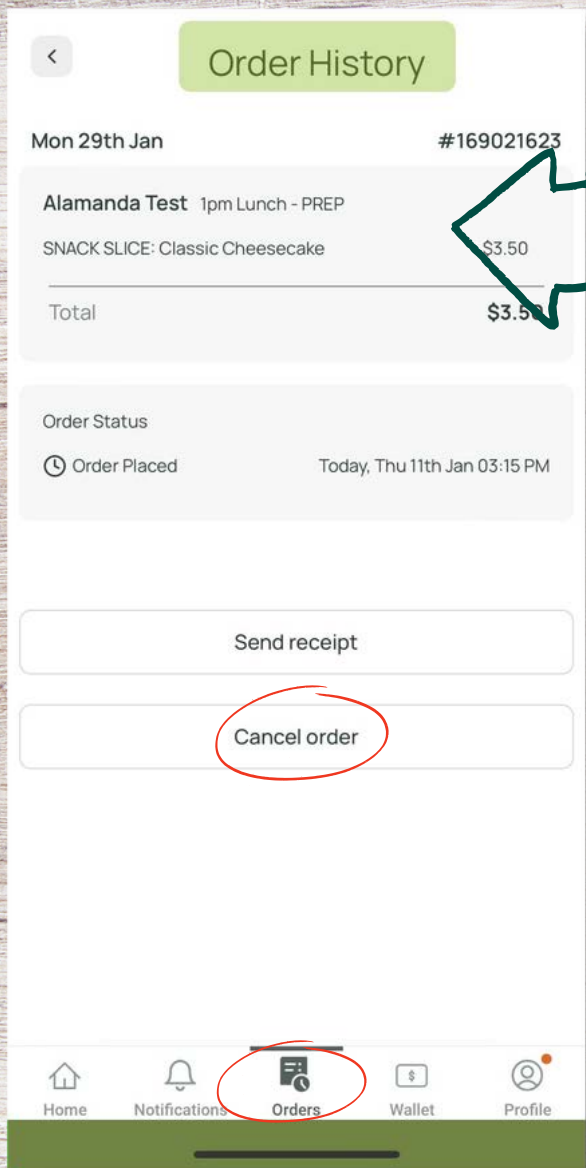 Order History
Mon 29th Jan #169021623
Alamanda Test 1pm Lunch - PREP
SNACK SLICE: Classic Cheesecake $3.50
Total $3.50
Order Status
Order Placed Today, Thu 11th Jan 03:15 PM
Send receipt
Cancel order
$
Home Notifications Orders Wallet Profile